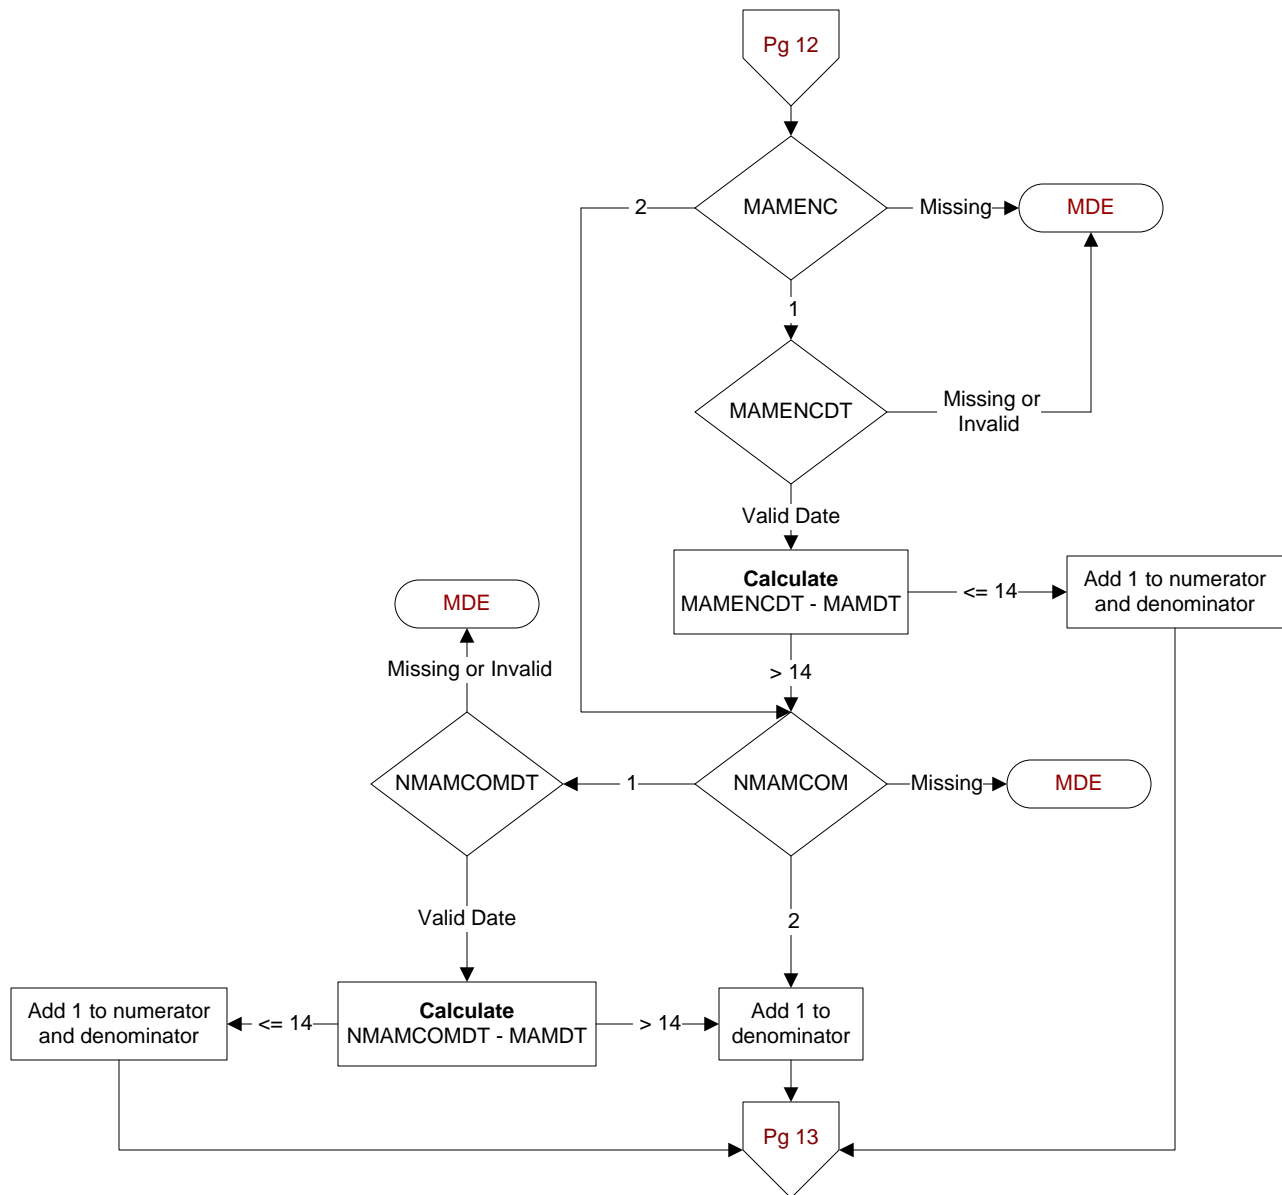 Pg 12
MAMENC
2
Missing
MDE
1
MAMENCDT
Missing or
Invalid
Valid Date
Calculate
MAMENCDT - MAMDT
<= 14
Add 1 to numerator
and denominator
> 14
MDE
Missing or Invalid
NMAMCOMDT
1
NMAMCOM
Missing
MDE
Valid Date
2
Add 1 to numerator
and denominator
<= 14
Calculate
NMAMCOMDT - MAMDT
> 14
Add 1 to
denominator
Pg 13